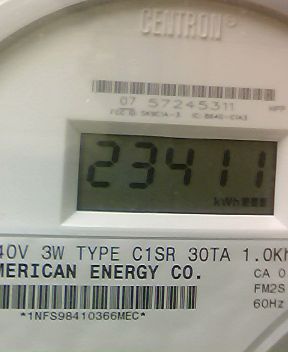 CENTRON®
07 57245311
23411
kWh
40V 3W TYPE C1SR 30TA 1.0Kh
MERICAN ENERGY CO.
CA 0
FM2S
60Hz
*1NFS98410366MEC*